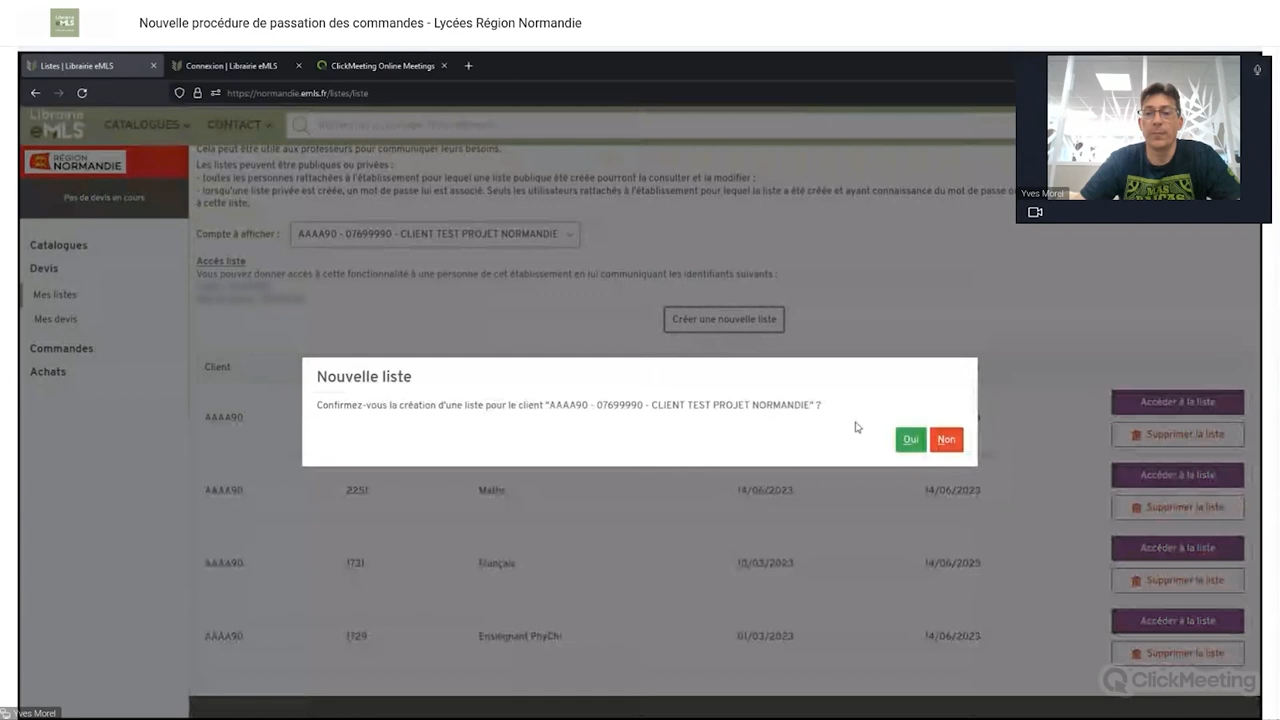 Librairie
eMLS
Nouvelle procédure de passation des commandes - Lycées Région Normandie
Listes | Librairie eMLS
Connexion | Librairie eMLS
ClickMeeting Online Meetings
https://normandie.emls.fr/listes/liste
Librairie
eMLS
CATALOGUES
CONTACT
RÉGION
NORMANDIE
Pas de devis en cours
Catalogues
Devis
Mes listes
Mes devis
Commandes
Achats
Cela peut être utile aux professeurs pour communiquer leurs besoins.
Les listes peuvent être publiques ou privées :
- toutes les personnes rattachées à l'établissement pour lequel une liste publique été créée pourront la consulter et la modifier ;
- lorsqu'une liste privée est créée, un mot de passe lui est associé. Seuls les utilisateurs rattachés à l'établissement pour lequel la liste a été créée et ayant connaissance du mot de passe
à cette liste.
Compte à afficher : AAAA90 - 07699990 - CLIENT TEST PROJET NORMANDIE
Accès liste
Vous pouvez donner accès à cette fonctionnalité à une personne de cet établissement en lui communiquant les identifiants suivants :
Créer une nouvelle liste
Client
Nouvelle liste
Confirmez-vous la création d'une liste pour le client "AAAA90 - 07699990 - CLIENT TEST PROJET NORMANDIE" ?
Oui Non
AAAA90 Accéder à la liste
Supprimer la liste
AAAA90 2251 Maths 14/06/2023 14/06/2023 Accéder à la liste
Supprimer la liste
AAAA90 1731 Français 10/03/2023 14/06/2023 Accéder à la liste
Supprimer la liste
AAAA90 1129 Enseignant PhyChi 01/03/2023 14/06/2023 Accéder à la liste
Supprimer la liste
Yves Morel
ClickMeeting
Yves Morel